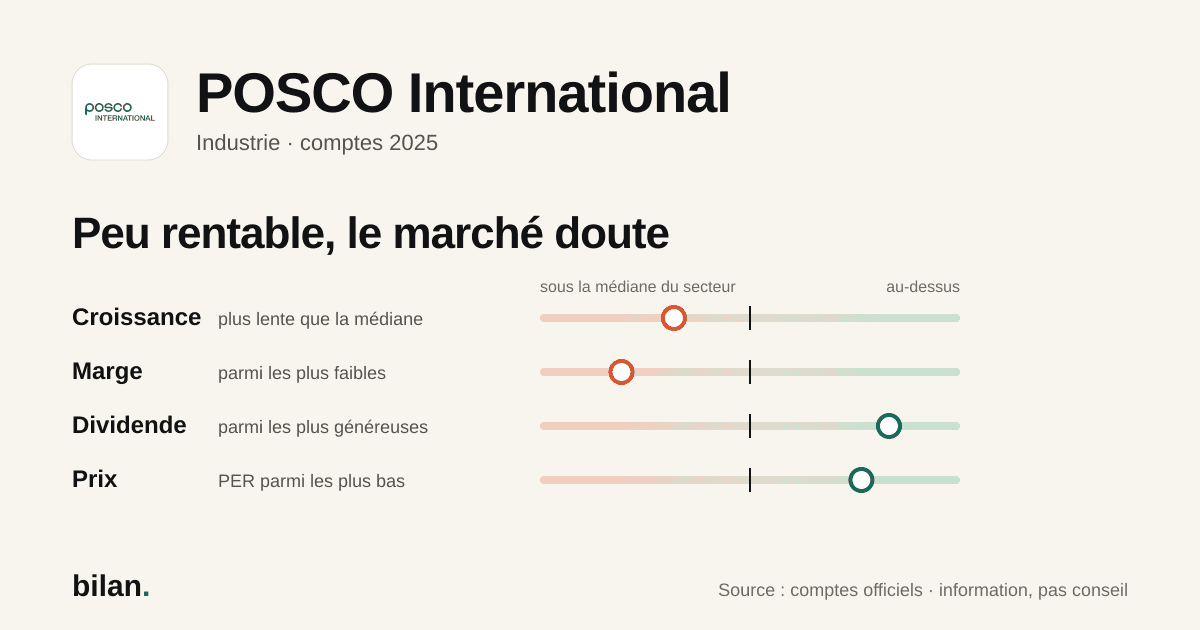 posco
INTERNATIONAL
POSCO International
Industrie · comptes 2025
Peu rentable, le marché doute
sous la médiane du secteur au-dessus
Croissance plus lente que la médiane
Marge parmi les plus faibles
Dividende parmi les plus généreuses
Prix PER parmi les plus bas
bilan.
Source : comptes officiels · information, pas conseil